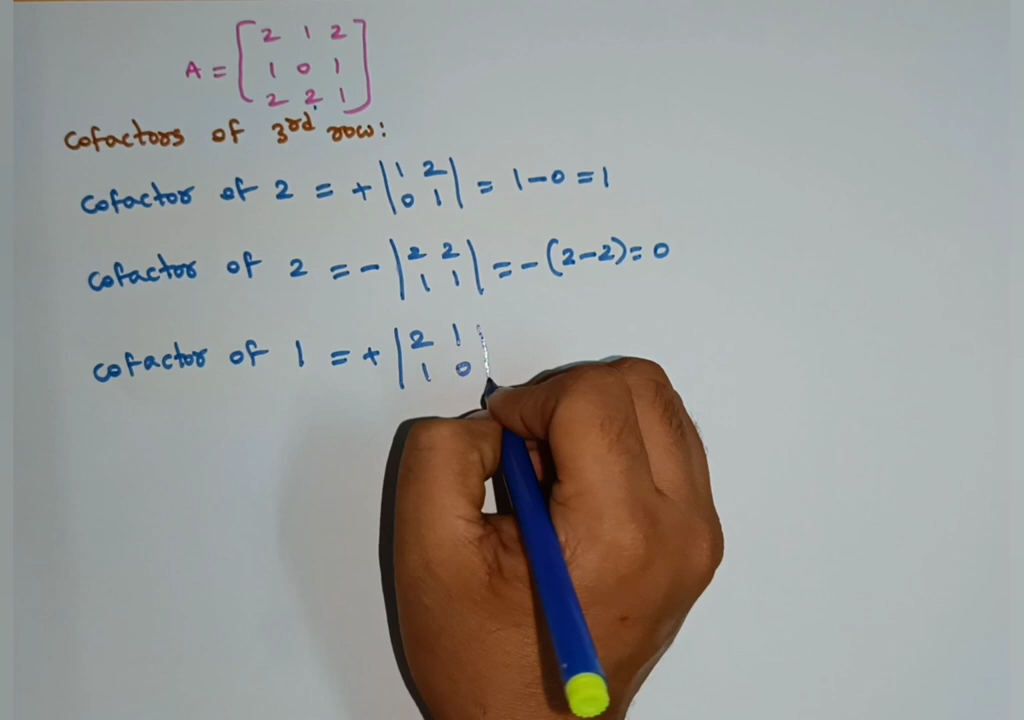 A = [ 2 1 2
1 0 1
2 2 1 ]
cofactors of 3rd row:
cofactor of 2 = + | 1 2
0 1 | = 1 - 0 = 1
cofactor of 2 = - | 2 2
1 1 | = - (2-2) = 0
cofactor of 1 = + | 2 1
1 0 |